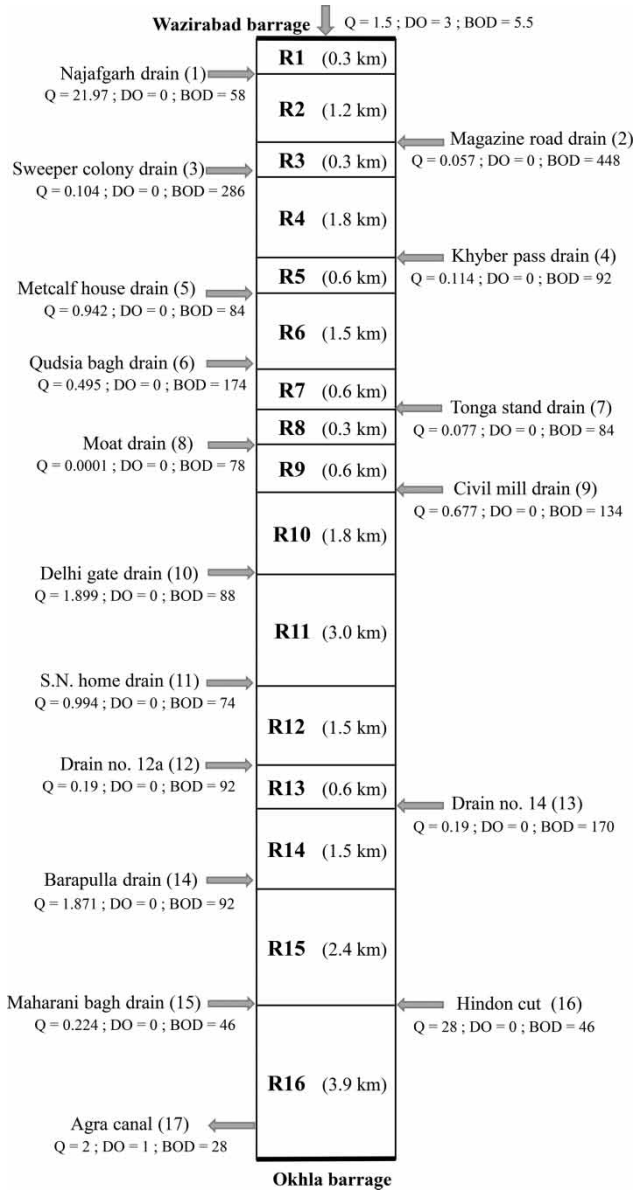 Wazirabad barrage
Q = 1.5 ; DO = 3 ; BOD = 5.5
R1 (0.3 km)
Najafgarh drain (1)
Q = 21.97 ; DO = 0 ; BOD = 58
R2 (1.2 km)
Magazine road drain (2)
Q = 0.057 ; DO = 0 ; BOD = 448
R3 (0.3 km)
Sweeper colony drain (3)
Q = 0.104 ; DO = 0 ; BOD = 286
R4 (1.8 km)
Khyber pass drain (4)
Q = 0.114 ; DO = 0 ; BOD = 92
R5 (0.6 km)
Metcalf house drain (5)
Q = 0.942 ; DO = 0 ; BOD = 84
R6 (1.5 km)
Qudsia bagh drain (6)
Q = 0.495 ; DO = 0 ; BOD = 174
R7 (0.6 km)
Tonga stand drain (7)
Q = 0.077 ; DO = 0 ; BOD = 84
R8 (0.3 km)
Moat drain (8)
Q = 0.0001 ; DO = 0 ; BOD = 78
R9 (0.6 km)
Civil mill drain (9)
Q = 0.677 ; DO = 0 ; BOD = 134
R10 (1.8 km)
Delhi gate drain (10)
Q = 1.899 ; DO = 0 ; BOD = 88
R11 (3.0 km)
S.N. home drain (11)
Q = 0.994 ; DO = 0 ; BOD = 74
R12 (1.5 km)
Drain no. 12a (12)
Q = 0.19 ; DO = 0 ; BOD = 92
R13 (0.6 km)
Drain no. 14 (13)
Q = 0.19 ; DO = 0 ; BOD = 170
R14 (1.5 km)
Barapulla drain (14)
Q = 1.871 ; DO = 0 ; BOD = 92
R15 (2.4 km)
Maharani bagh drain (15)
Q = 0.224 ; DO = 0 ; BOD = 46
Hindon cut (16)
Q = 28 ; DO = 0 ; BOD = 46
R16 (3.9 km)
Agra canal (17)
Q = 2 ; DO = 1 ; BOD = 28
Okhla barrage